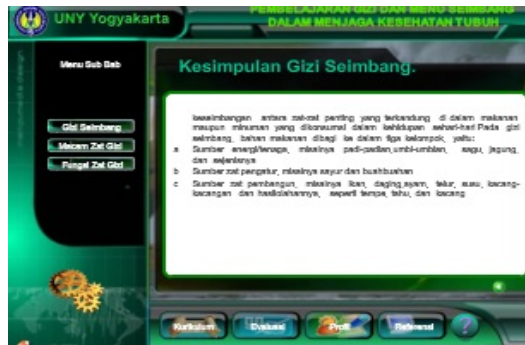 UNY Yogyakarta
PEMBELAJARAN GIZI DAN MENU SEIMBANG
DALAM MENJAGA KESEHATAN TUBUH
Menu Sub Bab
Gizi Seimbang
Macam Zat Gizi
Fungsi Zat Gizi
Kesimpulan Gizi Seimbang.
keseimbangan antara zat-zat penting yang terkandung di dalam makanan
maupun minuman yang dikonsumsi dalam kehidupan sehari-hari Pada gizi
seimbang, bahan makanan dibagi ke dalam tiga kelompok, yaitu:
a Sumber energi/tenaga, misalnya padi-padian,umbi-umbian, sagu, jagung,
dan sejenisnya
b Sumber zat pengatur, misalnya sayur dan buah-buahan
c Sumber zat pembangun, misalnya ikan, daging,ayam, telur, susu, kacang-
kacangan dan hasil olahannya, seperti tempe, tahu, dan kacang
Kurikulum
Evaluasi
Profil
Referensi
?